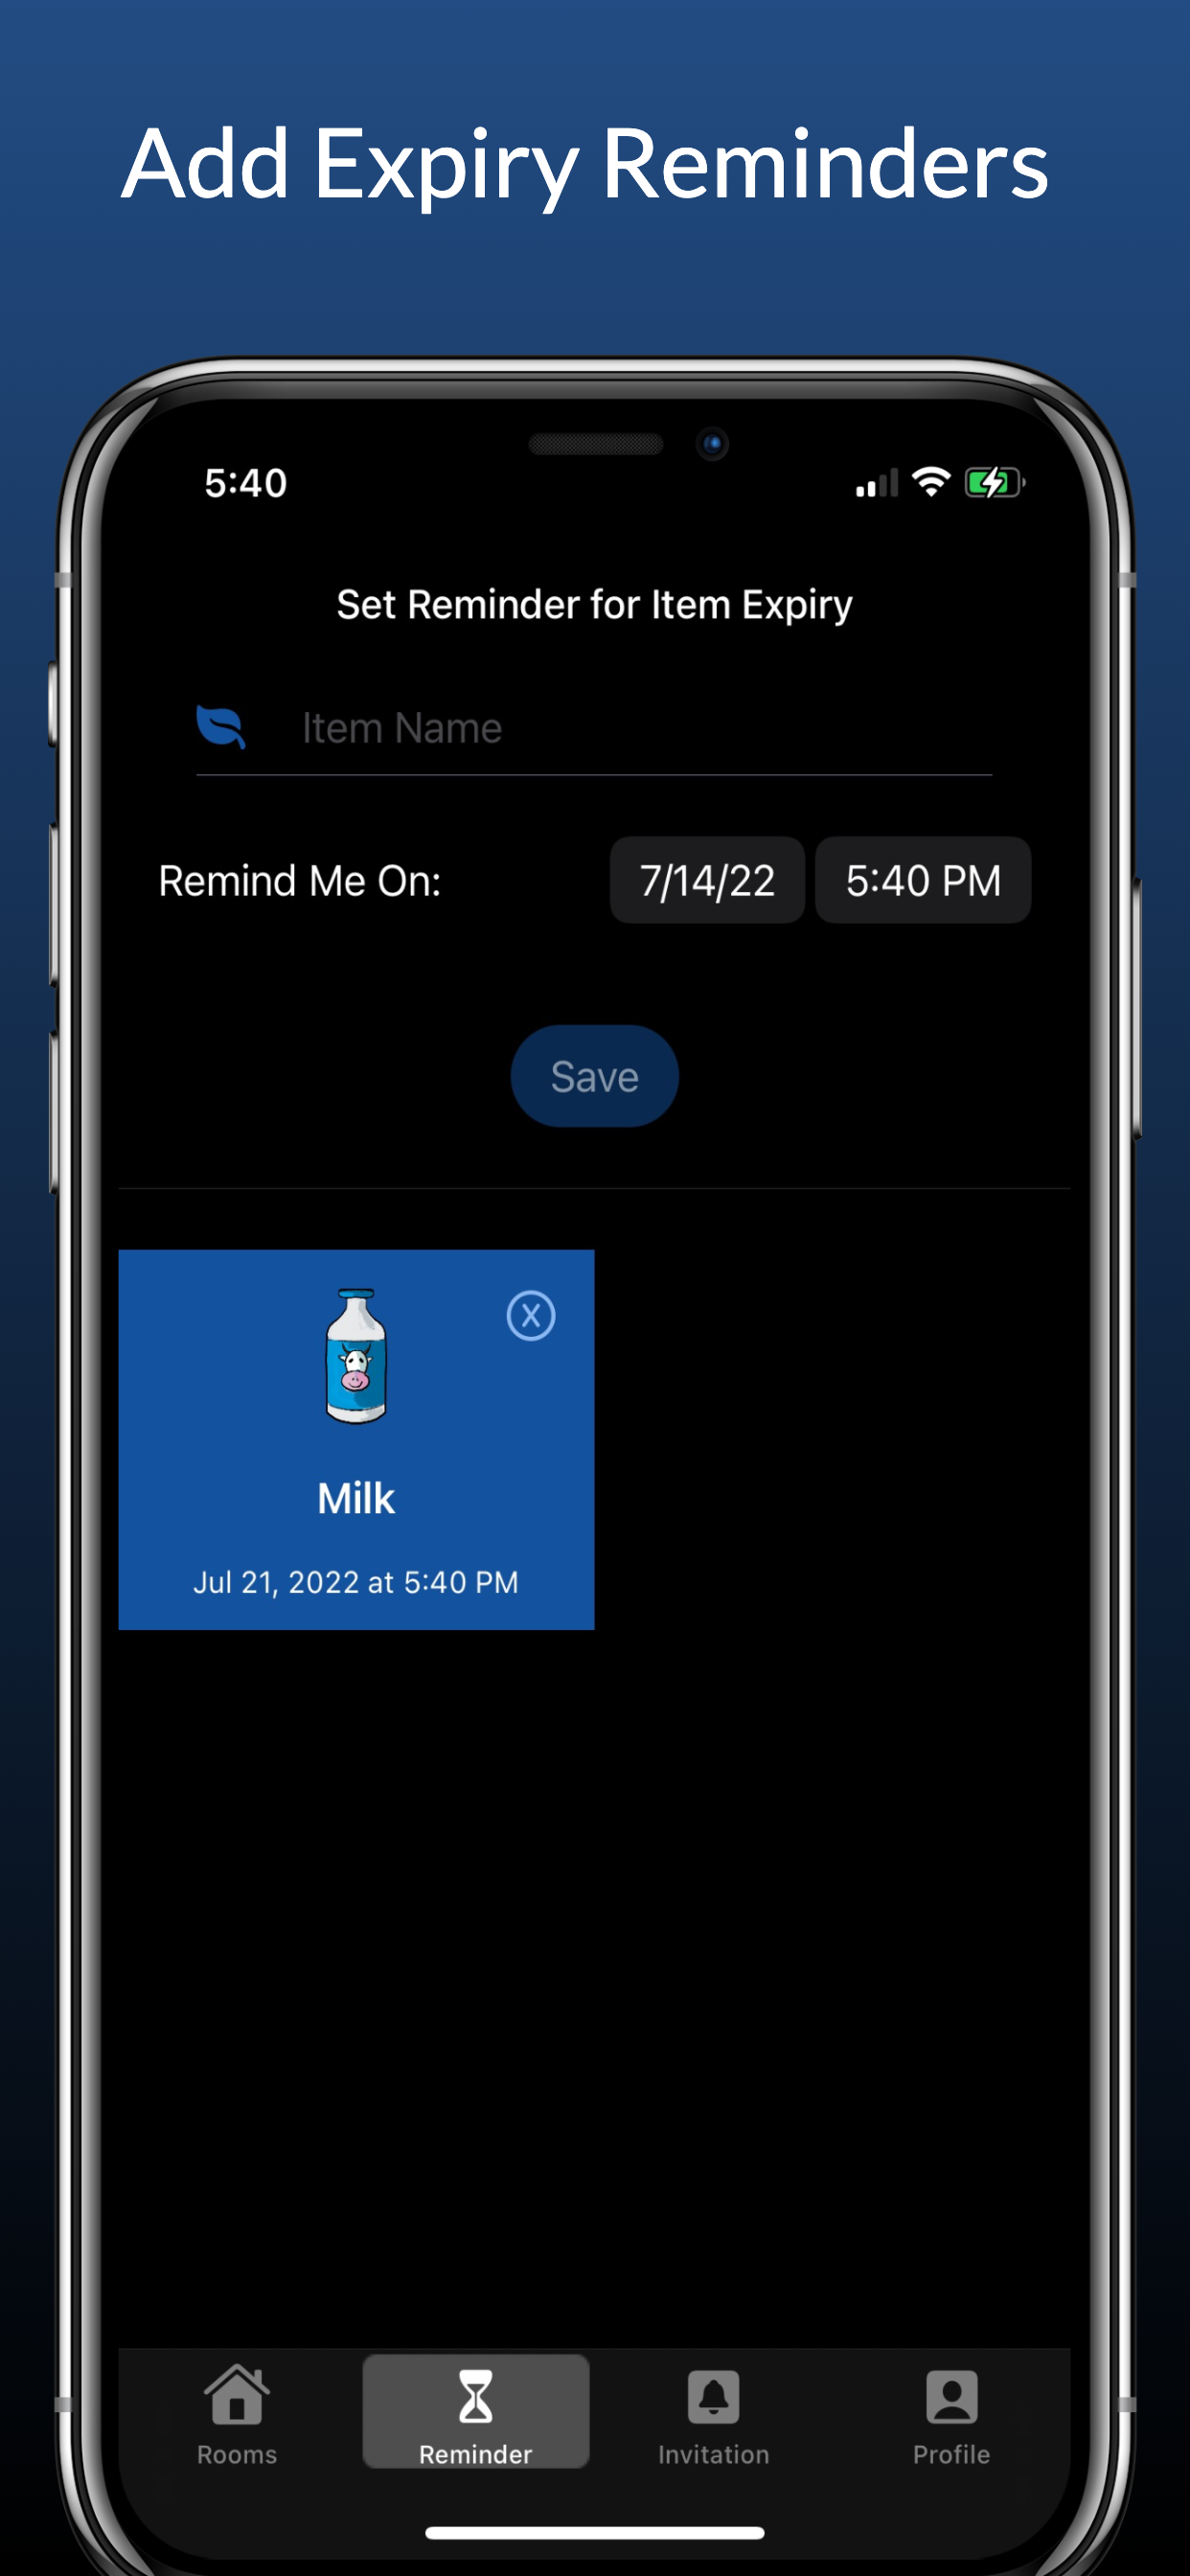 Add Expiry Reminders
5:40
Set Reminder for Item Expiry
Item Name
Remind Me On: 7/14/22 5:40 PM
Save
X
Milk
Jul 21, 2022 at 5:40 PM
Rooms Reminder Invitation Profile